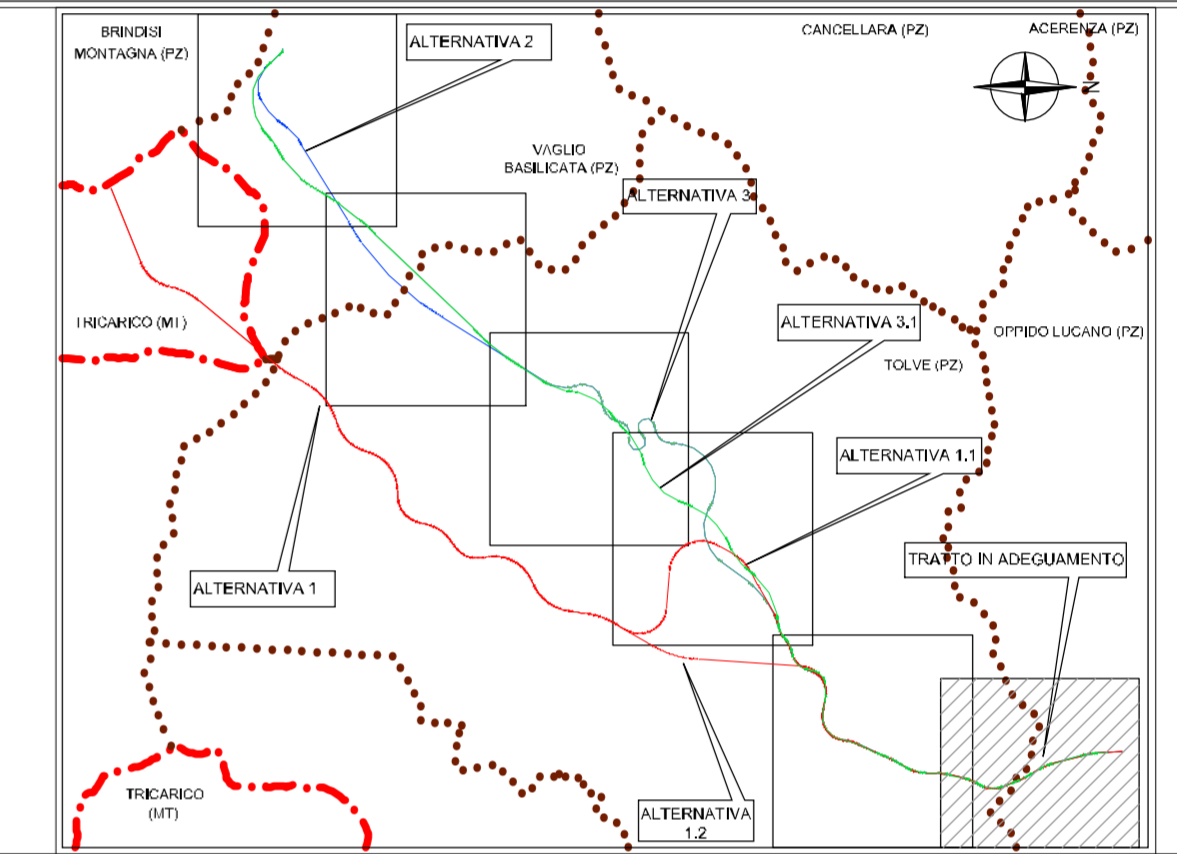 BRINDISI
MONTAGNA (PZ)
ALTERNATIVA 2
CANCELLARA (PZ)
ACERENZA (PZ)
N
VAGLIO
BASILICATA (PZ)
ALTERNATIVA 3
TRICARICO (MT)
ALTERNATIVA 3.1
OPPIDO LUCANO (PZ)
TOLVE (PZ)
ALTERNATIVA 1.1
TRATTO IN ADEGUAMENTO
ALTERNATIVA 1
TRICARICO
(MT)
ALTERNATIVA
1.2